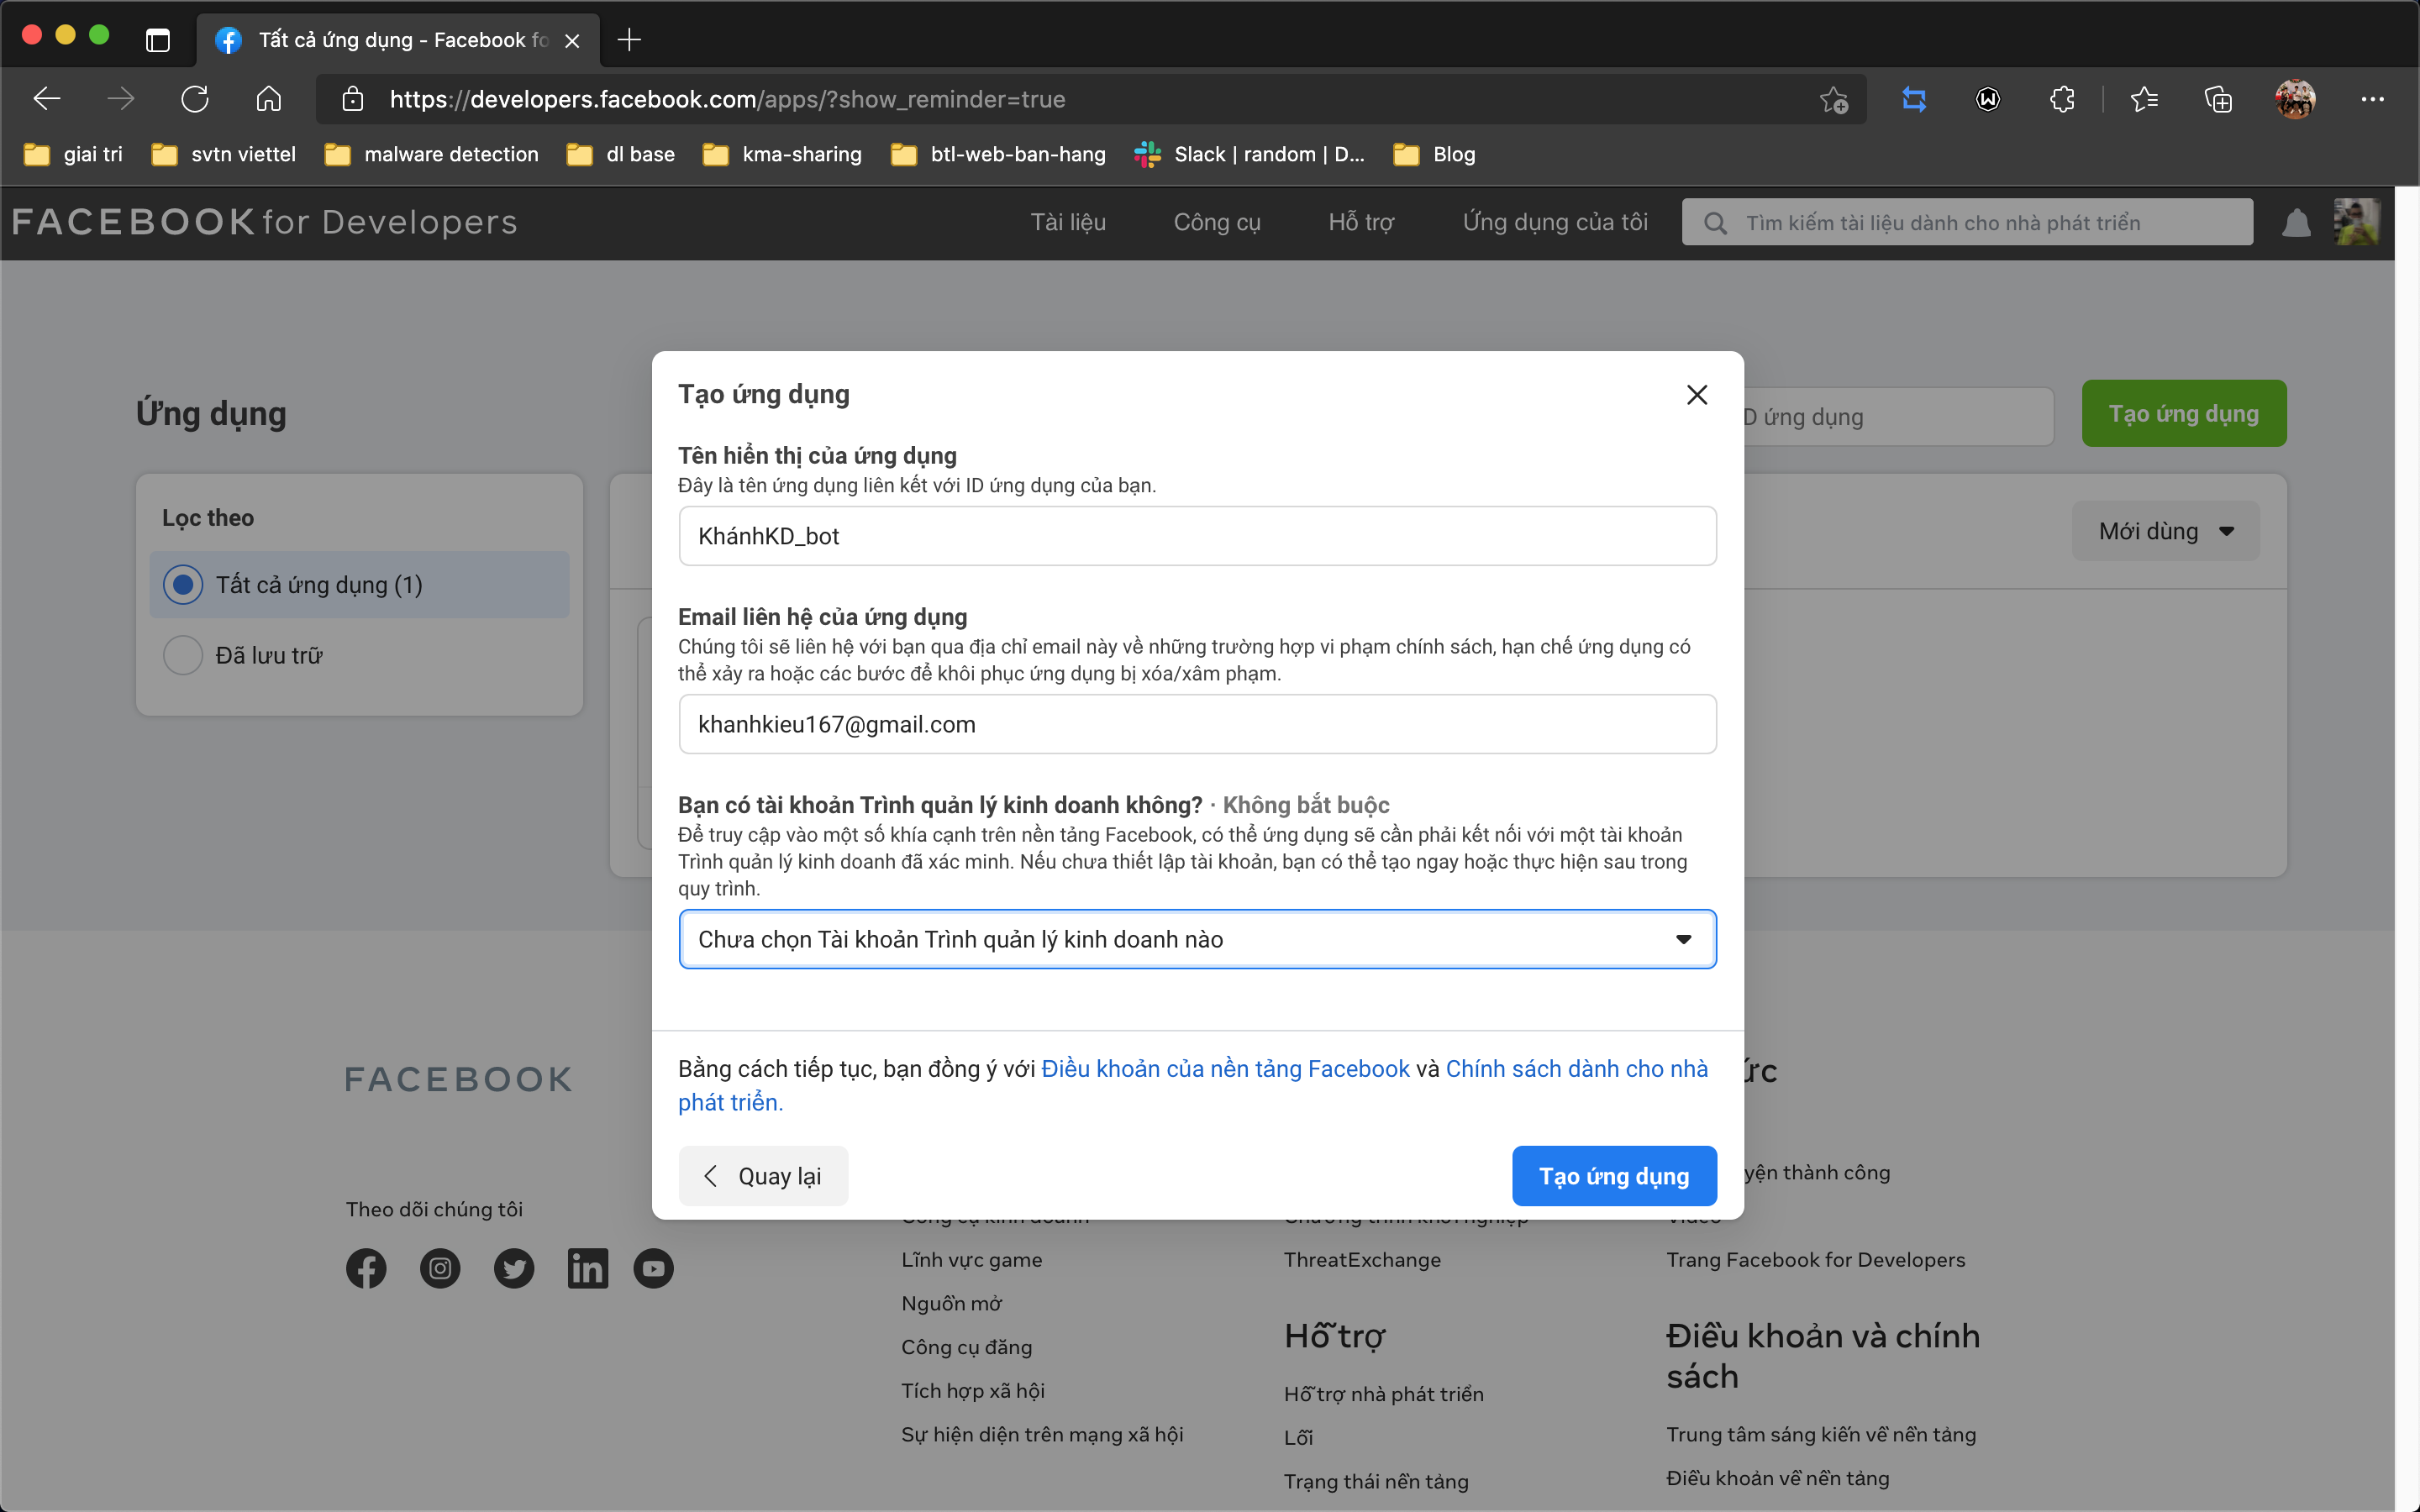 Tất cả ứng dụng - Facebook fo
https://developers.facebook.com/apps/?show_reminder=true
giai tri
svtn viettel
malware detection
dl base
kma-sharing
btl-web-ban-hang
Slack | random | D...
Blog
FACEBOOK for Developers
Tài liệu
Công cụ
Hỗ trợ
Ứng dụng của tôi
Tìm kiếm tài liệu dành cho nhà phát triển
Ứng dụng
D ứng dụng
Tạo ứng dụng
Lọc theo
Tất cả ứng dụng (1)
Đã lưu trữ
Mới dùng
Tạo ứng dụng
Tên hiển thị của ứng dụng
Đây là tên ứng dụng liên kết với ID ứng dụng của bạn.
KhánhKD_bot
Email liên hệ của ứng dụng
Chúng tôi sẽ liên hệ với bạn qua địa chỉ email này về những trường hợp vi phạm chính sách, hạn chế ứng dụng có
thể xảy ra hoặc các bước để khôi phục ứng dụng bị xóa/xâm phạm.
khanhkieu167@gmail.com
Bạn có tài khoản Trình quản lý kinh doanh không? · Không bắt buộc
Để truy cập vào một số khía cạnh trên nền tảng Facebook, có thể ứng dụng sẽ cần phải kết nối với một tài khoản
Trình quản lý kinh doanh đã xác minh. Nếu chưa thiết lập tài khoản, bạn có thể tạo ngay hoặc thực hiện sau trong
quy trình.
Chưa chọn Tài khoản Trình quản lý kinh doanh nào
Bằng cách tiếp tục, bạn đồng ý với Điều khoản của nền tảng Facebook và Chính sách dành cho nhà
phát triển.
Quay lại
Tạo ứng dụng
FACEBOOK
Theo dõi chúng tôi
Công cụ kinh doanh
Lĩnh vực game
Nguồn mở
Công cụ đăng
Tích hợp xã hội
Sự hiện diện trên mạng xã hội
Chương trình khởi nghiệp
ThreatExchange
Hỗ trợ
Hỗ trợ nhà phát triển
Lỗi
Trạng thái nền tảng
ức
yện thành công
Video
Trang Facebook for Developers
Điều khoản và chính
sách
Trung tâm sáng kiến về nền tảng
Điều khoản về nền tảng